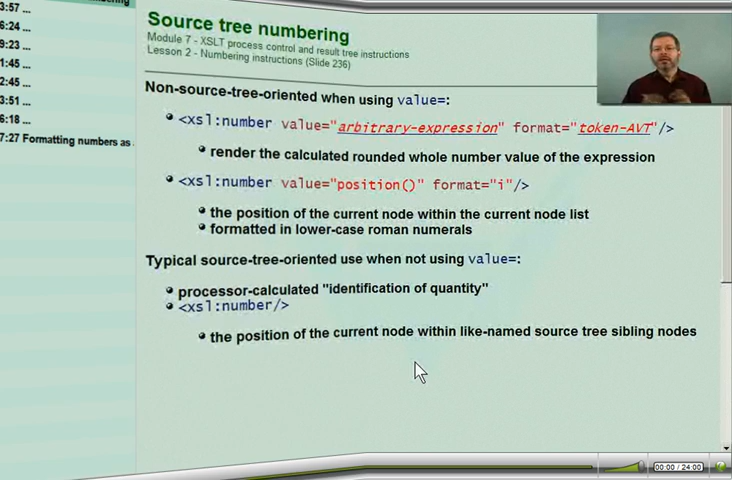 3:57 ...
6:24 ...
9:23 ...
1:45 ...
2:45 ...
3:51 ...
6:18 ...
7:27 Formatting numbers as
Source tree numbering
Module 7 - XSLT process control and result tree instructions
Lesson 2 - Numbering instructions (Slide 236)
Non-source-tree-oriented when using value=:
<xsl:number value="arbitrary-expression" format="token-AVT"/>
render the calculated rounded whole number value of the expression
<xsl:number value="position()" format="i"/>
the position of the current node within the current node list
formatted in lower-case roman numerals
Typical source-tree-oriented use when not using value=:
processor-calculated "identification of quantity"
<xsl:number/>
the position of the current node within like-named source tree sibling nodes
00:00 / 24:00